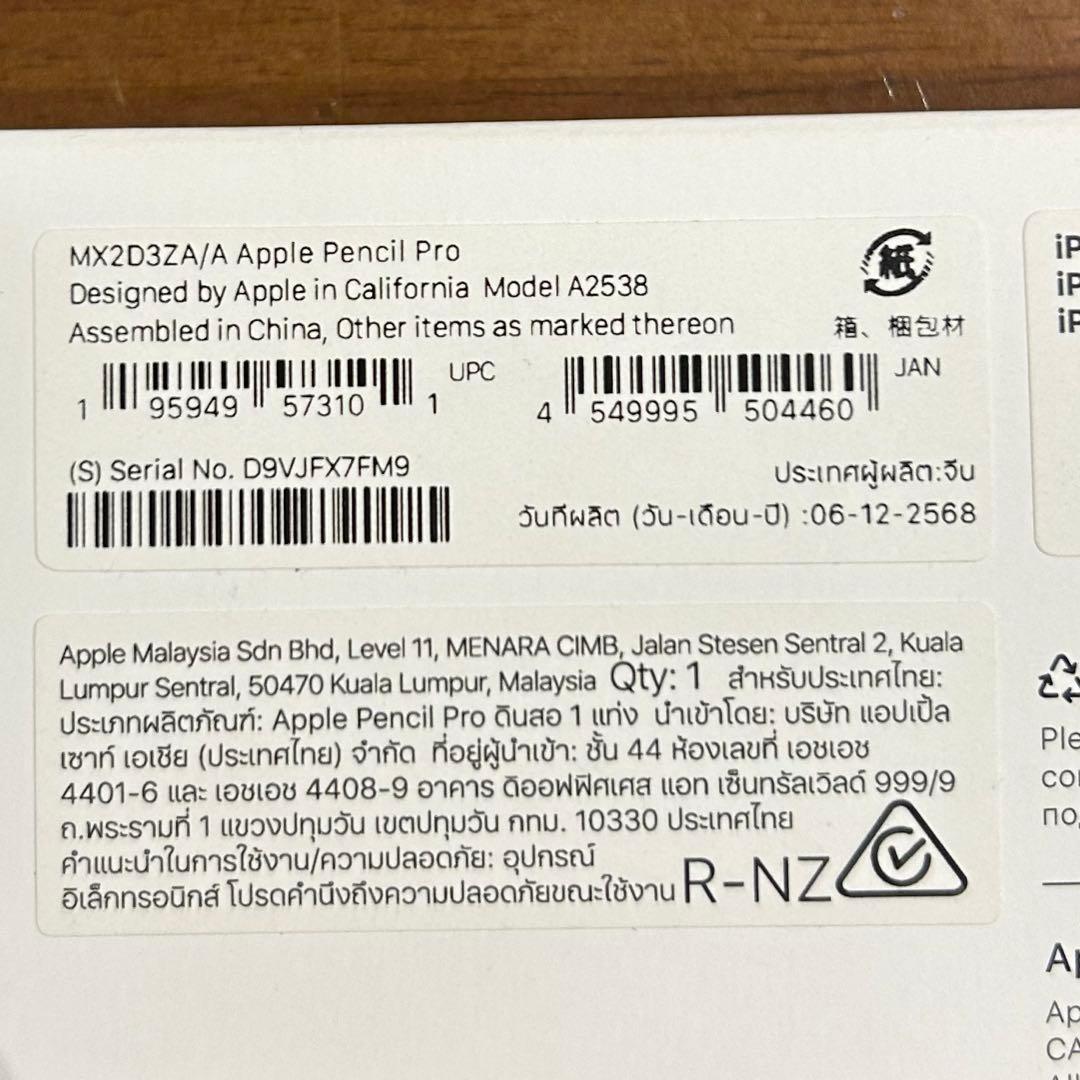 MX2D3ZA/A Apple Pencil Pro
Designed by Apple in California Model A2538
Assembled in China, Other items as marked thereon
紙
箱、梱包材
1 95949 57310 1 UPC
4 549995 504460 JAN
(S) Serial No. D9VJFX7FM9
ประเทศผู้ผลิต:จีน
วันที่ผลิต (วัน-เดือน-ปี) :06-12-2568
Apple Malaysia Sdn Bhd, Level 11, MENARA CIMB, Jalan Stesen Sentral 2, Kuala
Lumpur Sentral, 50470 Kuala Lumpur, Malaysia Qty: 1 สำหรับประเทศไทย:
ประเภทผลิตภัณฑ์: Apple Pencil Pro ดินสอ 1 แท่ง นำเข้าโดย: บริษัท แอปเปิ้ล
เซาท์ เอเชีย (ประเทศไทย) จำกัด ที่อยู่ผู้นำเข้า: ชั้น 44 ห้องเลขที่ เอชเอช
4401-6 และ เอชเอช 4408-9 อาคาร ดิออฟฟิศเศส แอท เซ็นทรัลเวิลด์ 999/9
ถ.พระรามที่ 1 แขวงปทุมวัน เขตปทุมวัน กทม. 10330 ประเทศไทย
คำแนะนำในการใช้งาน/ความปลอดภัย: อุปกรณ์
อิเล็กทรอนิกส์ โปรดคำนึงถึงความปลอดภัยขณะใช้งาน R-NZ
iP
iP
iP
Ple
co
по
Ap
Ap
CA